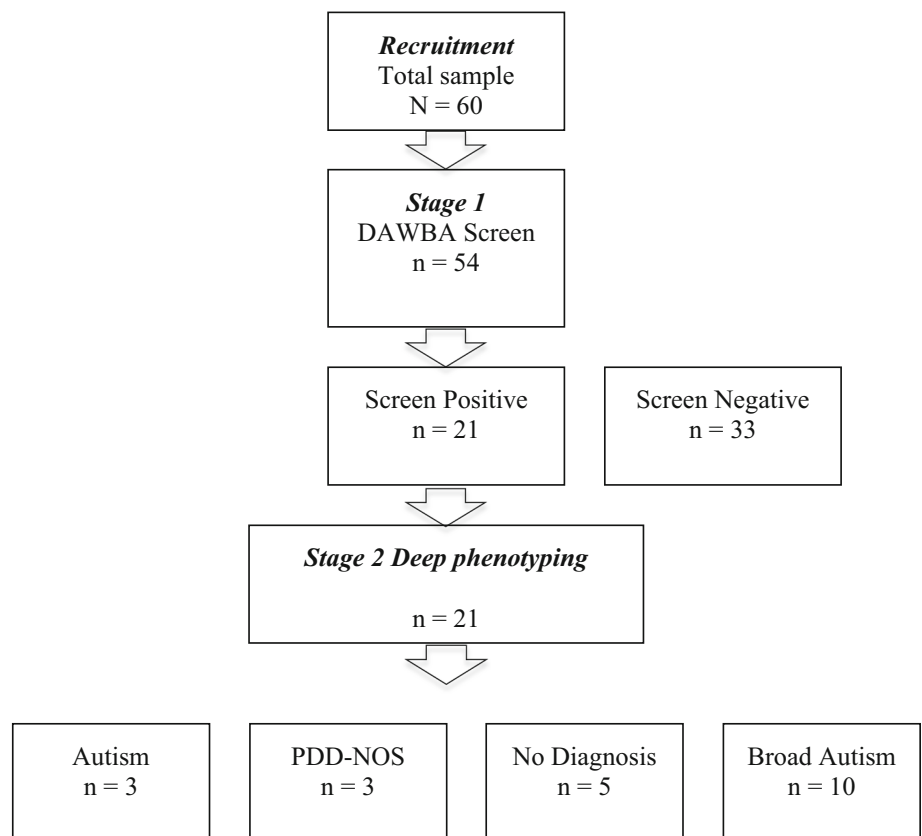 Recruitment
Total sample
N = 60
Stage 1
DAWBA Screen
n = 54
Screen Positive
n = 21
Screen Negative
n = 33
Stage 2 Deep phenotyping
n = 21
Autism
n = 3
PDD-NOS
n = 3
No Diagnosis
n = 5
Broad Autism
n = 10